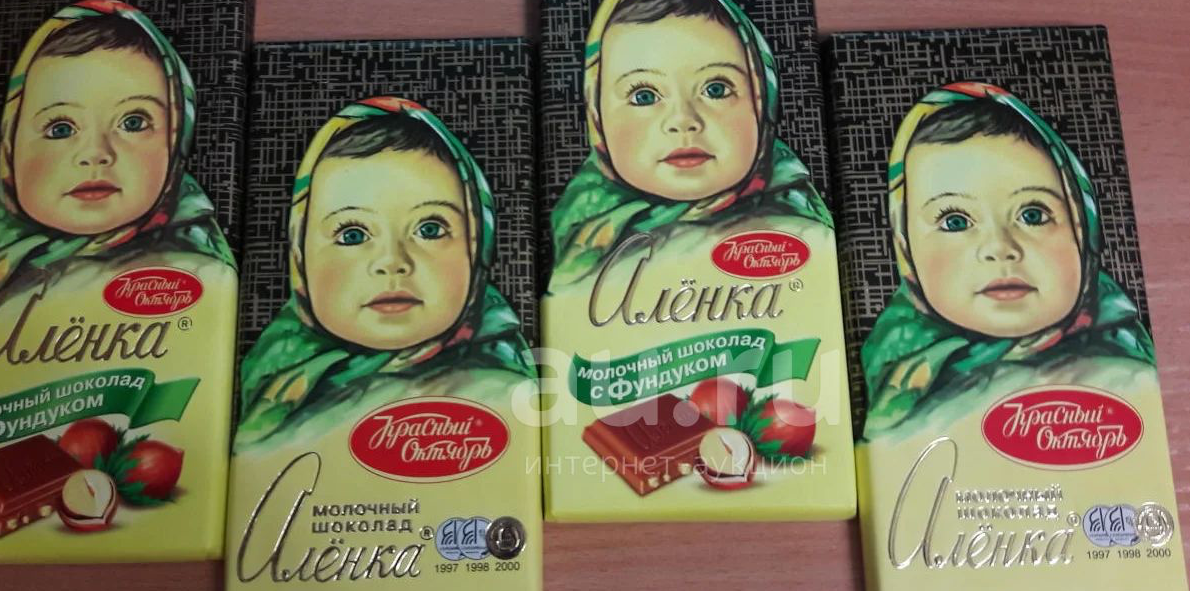 Красный
Октябрь
Алёнка®
чный шоколад
фундуком
Красный
Октябрь
МОЛОЧНЫЙ
ШОКОЛАД
Алёнка®
1997 1998 2000
Красный
Октябрь
Алёнка®
молочный шоколад
с фундуком
Красный
Октябрь
МОЛОЧНЫЙ
ШОКОЛАД
Алёнка®
1997 1998 2000
au.ru
интернет-аукцион